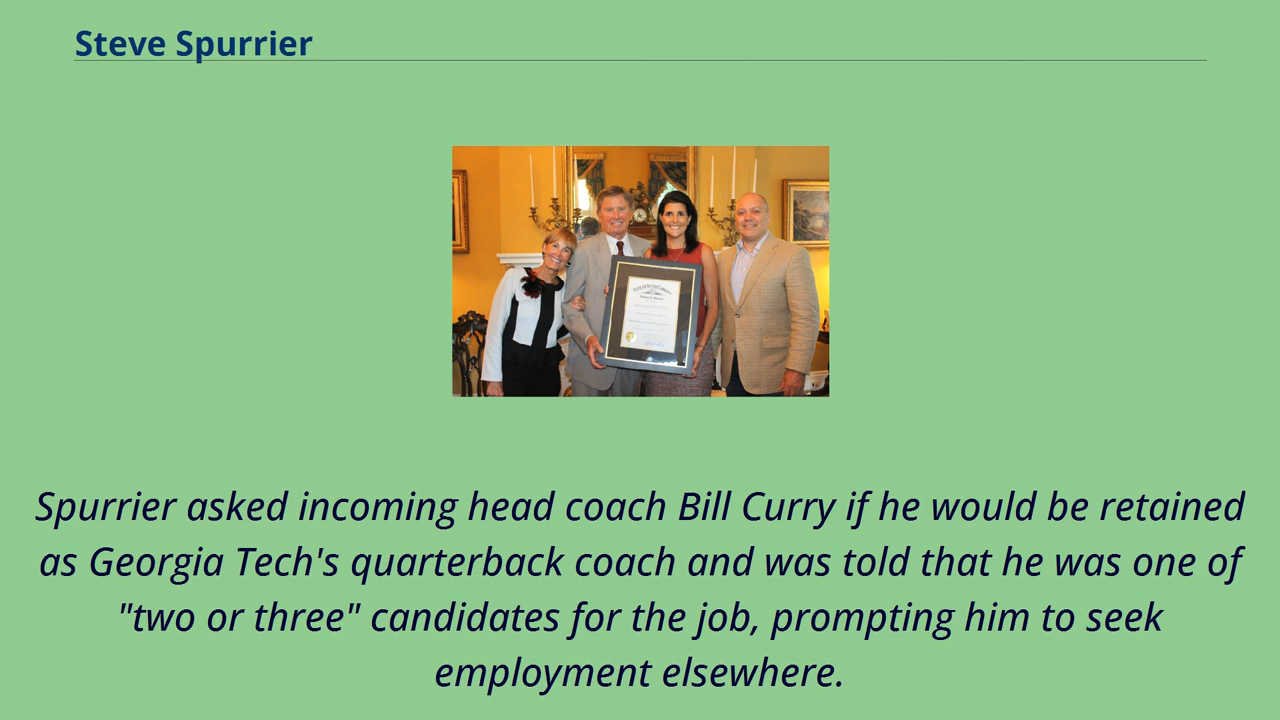 Steve Spurrier
Spurrier asked incoming head coach Bill Curry if he would be retained
as Georgia Tech's quarterback coach and was told that he was one of
"two or three" candidates for the job, prompting him to seek
employment elsewhere.